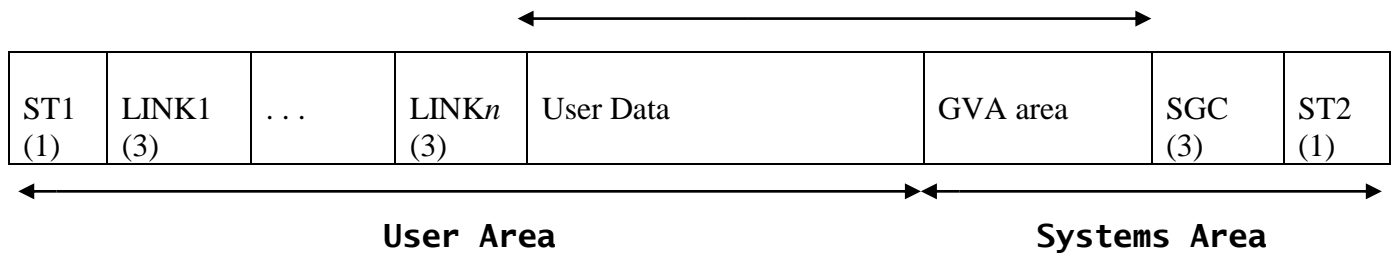 ST1 LINK1 . . . LINKn User Data GVA area SGC ST2
(1) (3) (3) (3) (1)
User Area Systems Area